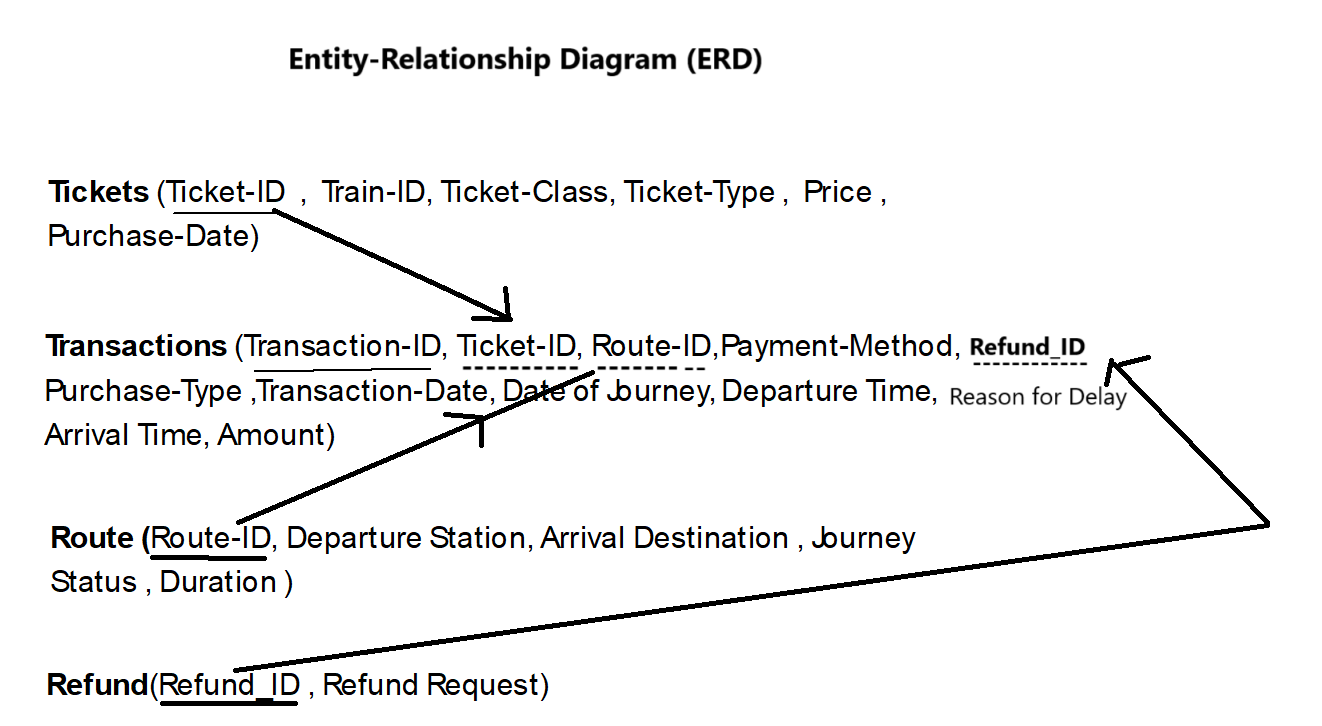 Entity-Relationship Diagram (ERD)
Tickets (Ticket-ID , Train-ID, Ticket-Class, Ticket-Type , Price ,
Purchase-Date)
Transactions (Transaction-ID, Ticket-ID, Route-ID,Payment-Method, Refund_ID
Purchase-Type ,Transaction-Date, Date of Journey, Departure Time, Reason for Delay
Arrival Time, Amount)
Route (Route-ID, Departure Station, Arrival Destination , Journey
Status , Duration )
Refund(Refund_ID , Refund Request)